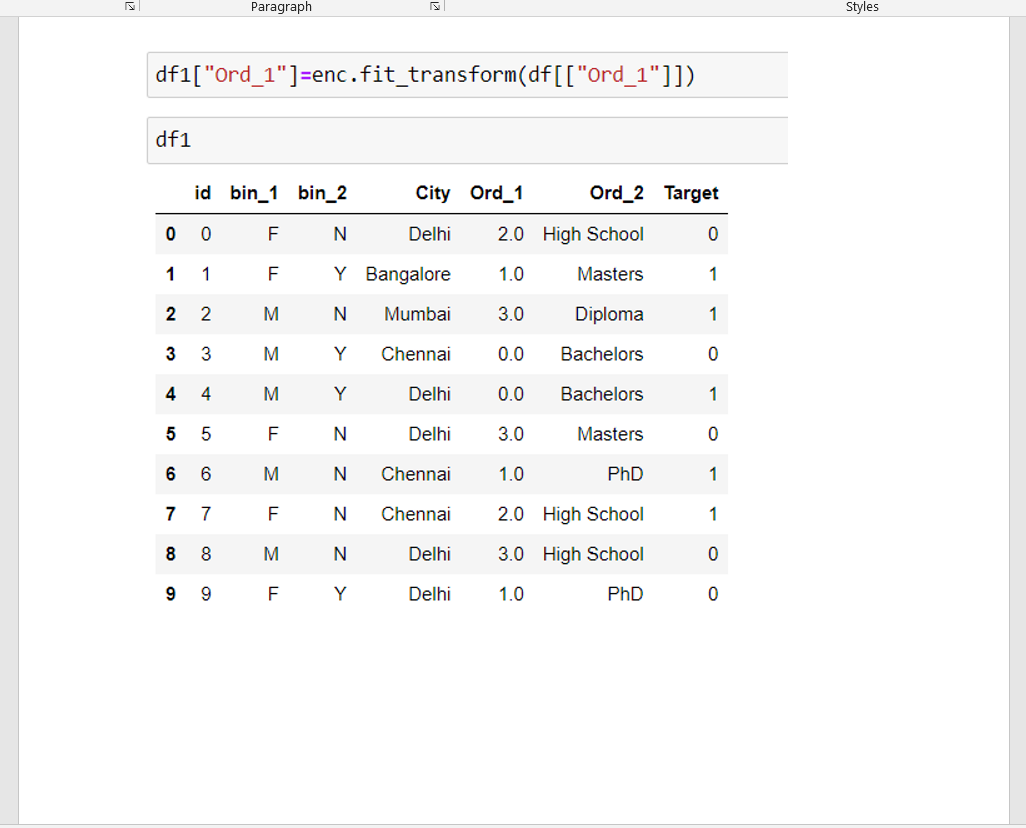 Paragraph Styles
df1["Ord_1"]=enc.fit_transform(df[["Ord_1"]])
df1
id bin_1 bin_2 City Ord_1 Ord_2 Target
0 0 F N Delhi 2.0 High School 0
1 1 F Y Bangalore 1.0 Masters 1
2 2 M N Mumbai 3.0 Diploma 1
3 3 M Y Chennai 0.0 Bachelors 0
4 4 M Y Delhi 0.0 Bachelors 1
5 5 F N Delhi 3.0 Masters 0
6 6 M N Chennai 1.0 PhD 1
7 7 F N Chennai 2.0 High School 1
8 8 M N Delhi 3.0 High School 0
9 9 F Y Delhi 1.0 PhD 0